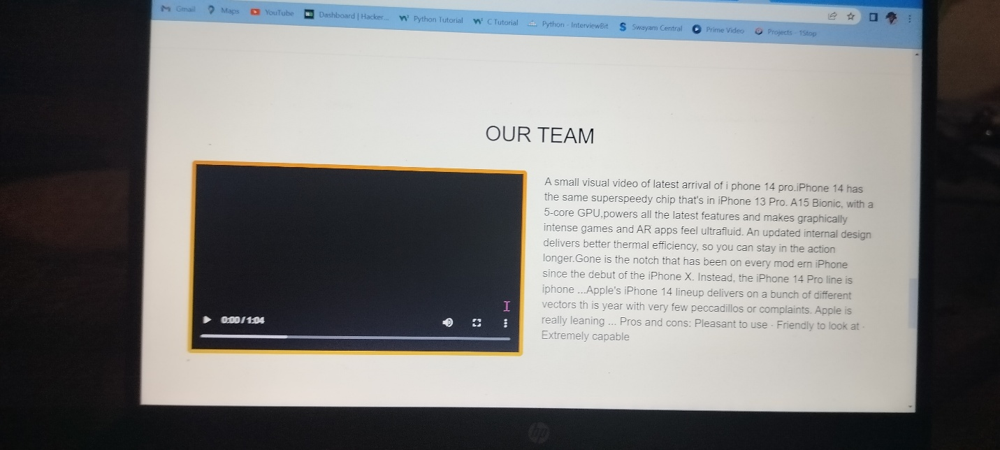 Gmail Maps YouTube Dashboard | Hacker... Python Tutorial C Tutorial Python - InterviewBit Swayam Central Prime Video Projects - 1Stop
OUR TEAM
A small visual video of latest arrival of i phone 14 pro.iPhone 14 has
the same superspeedy chip that's in iPhone 13 Pro. A15 Bionic, with a
5-core GPU,powers all the latest features and makes graphically
intense games and AR apps feel ultrafluid. An updated internal design
delivers better thermal efficiency, so you can stay in the action
longer.Gone is the notch that has been on every mod ern iPhone
since the debut of the iPhone X. Instead, the iPhone 14 Pro line is
iphone ...Apple's iPhone 14 lineup delivers on a bunch of different
vectors th is year with very few peccadillos or complaints. Apple is
really leaning ... Pros and cons: Pleasant to use · Friendly to look at ·
Extremely capable
0:00 / 1:04
hp